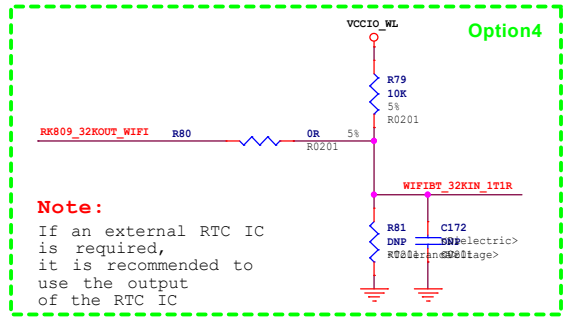 VCCIO_WL
Option4
R79
10K
5%
R0201
RK809_32KOUT_WIFI
R80
0R
5%
R0201
WIFIBT_32KIN_1T1R
Note:
If an external RTC IC
is required,
it is recommended to
use the output
of the RTC IC
R81
DNP
C172
DNP